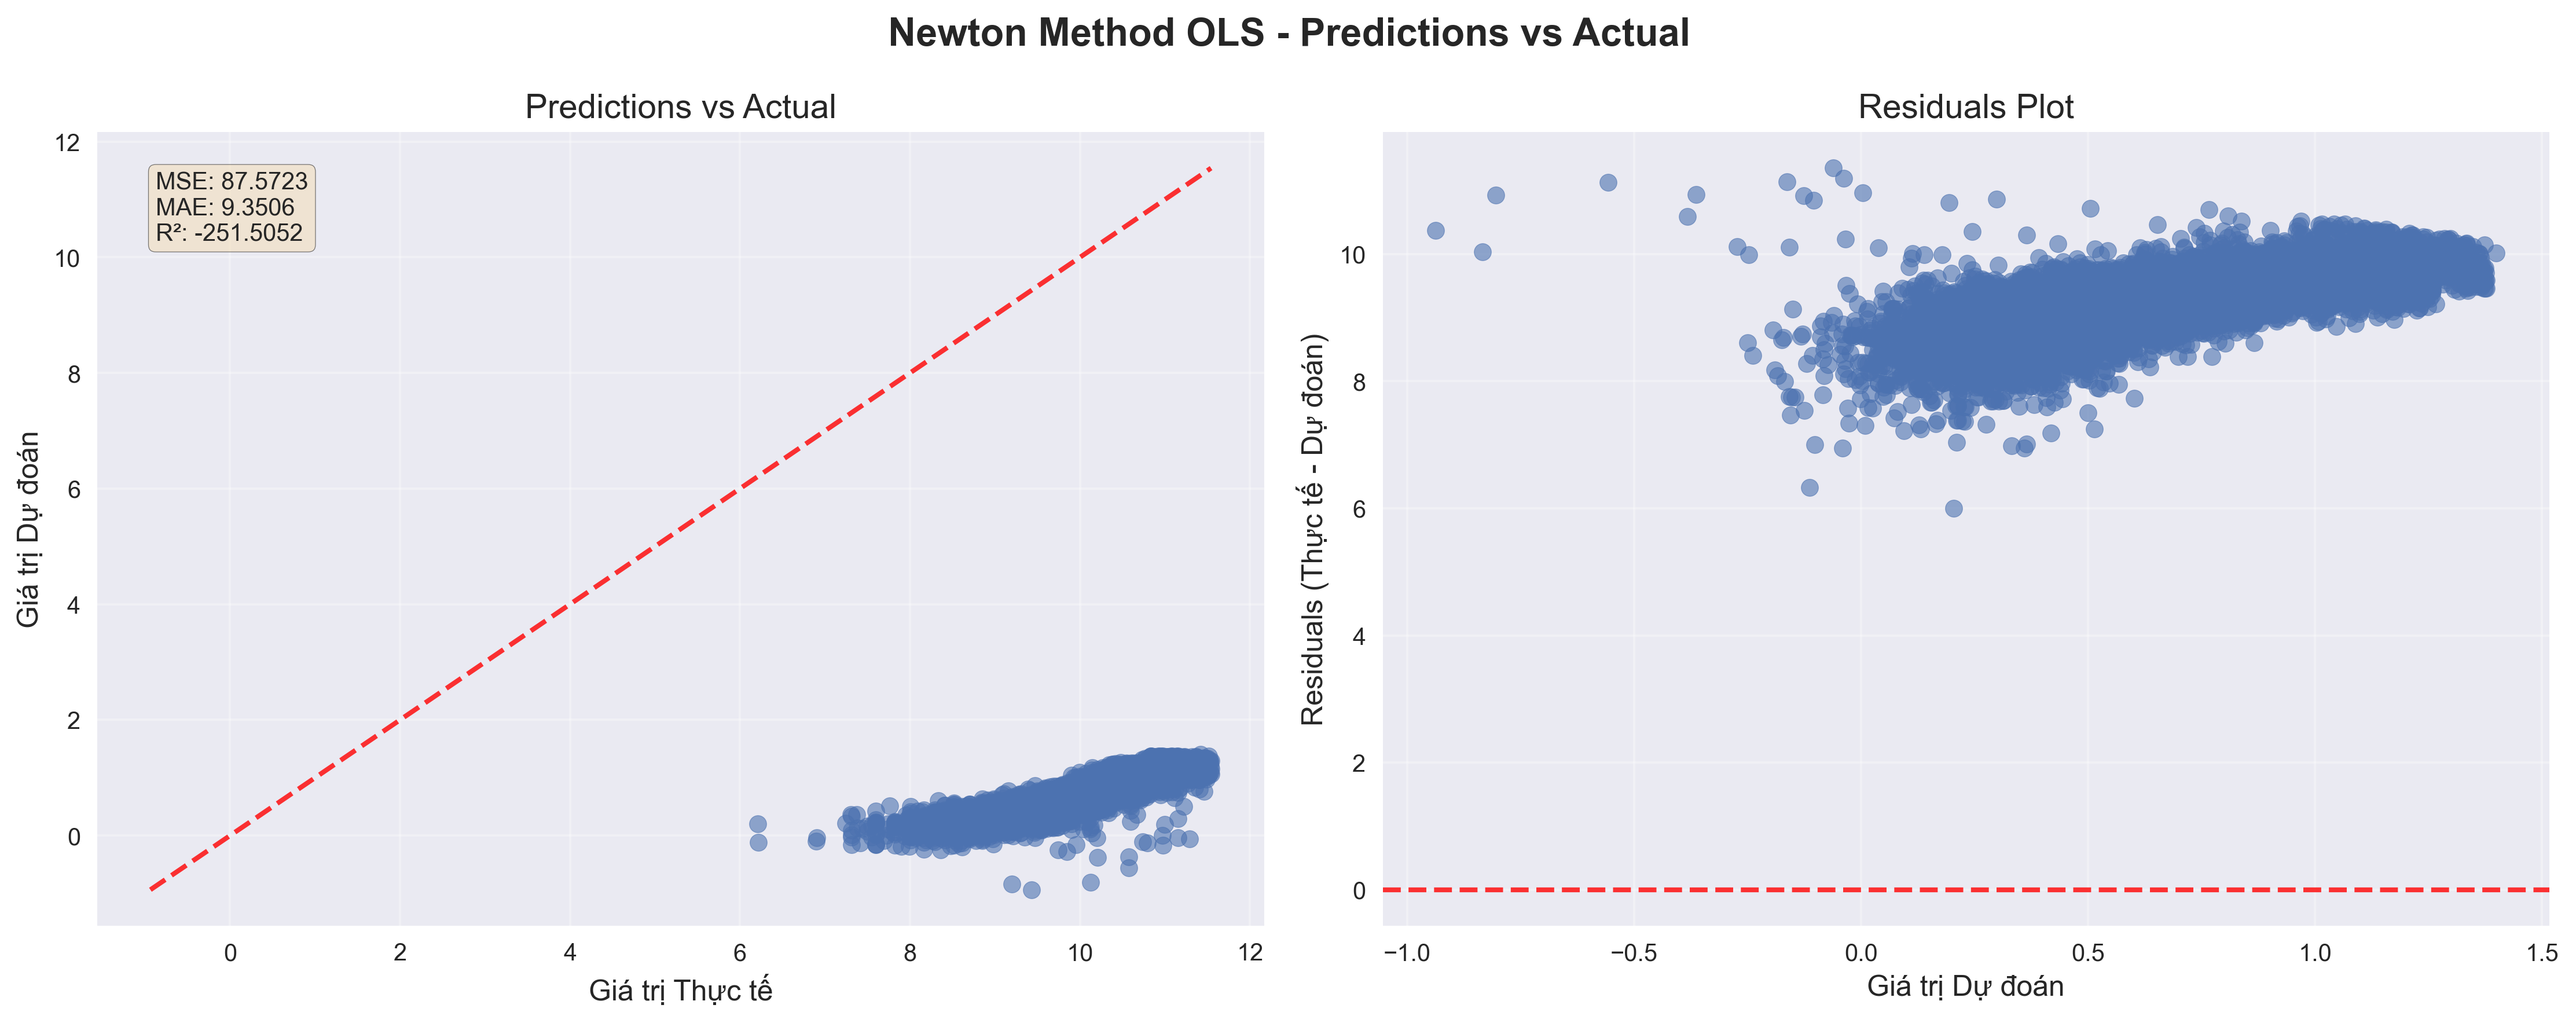 Newton Method OLS - Predictions vs Actual
Predictions vs Actual
12
10
8
6
4
2
0
Giá trị Dự đoán
MSE: 87.5723
MAE: 9.3506
R²: -251.5052
0 2 4 6 8 10 12
Giá trị Thực tế
Residuals Plot
10
8
6
4
2
0
Residuals (Thực tế - Dự đoán)
−1.0 −0.5 0.0 0.5 1.0 1.5
Giá trị Dự đoán